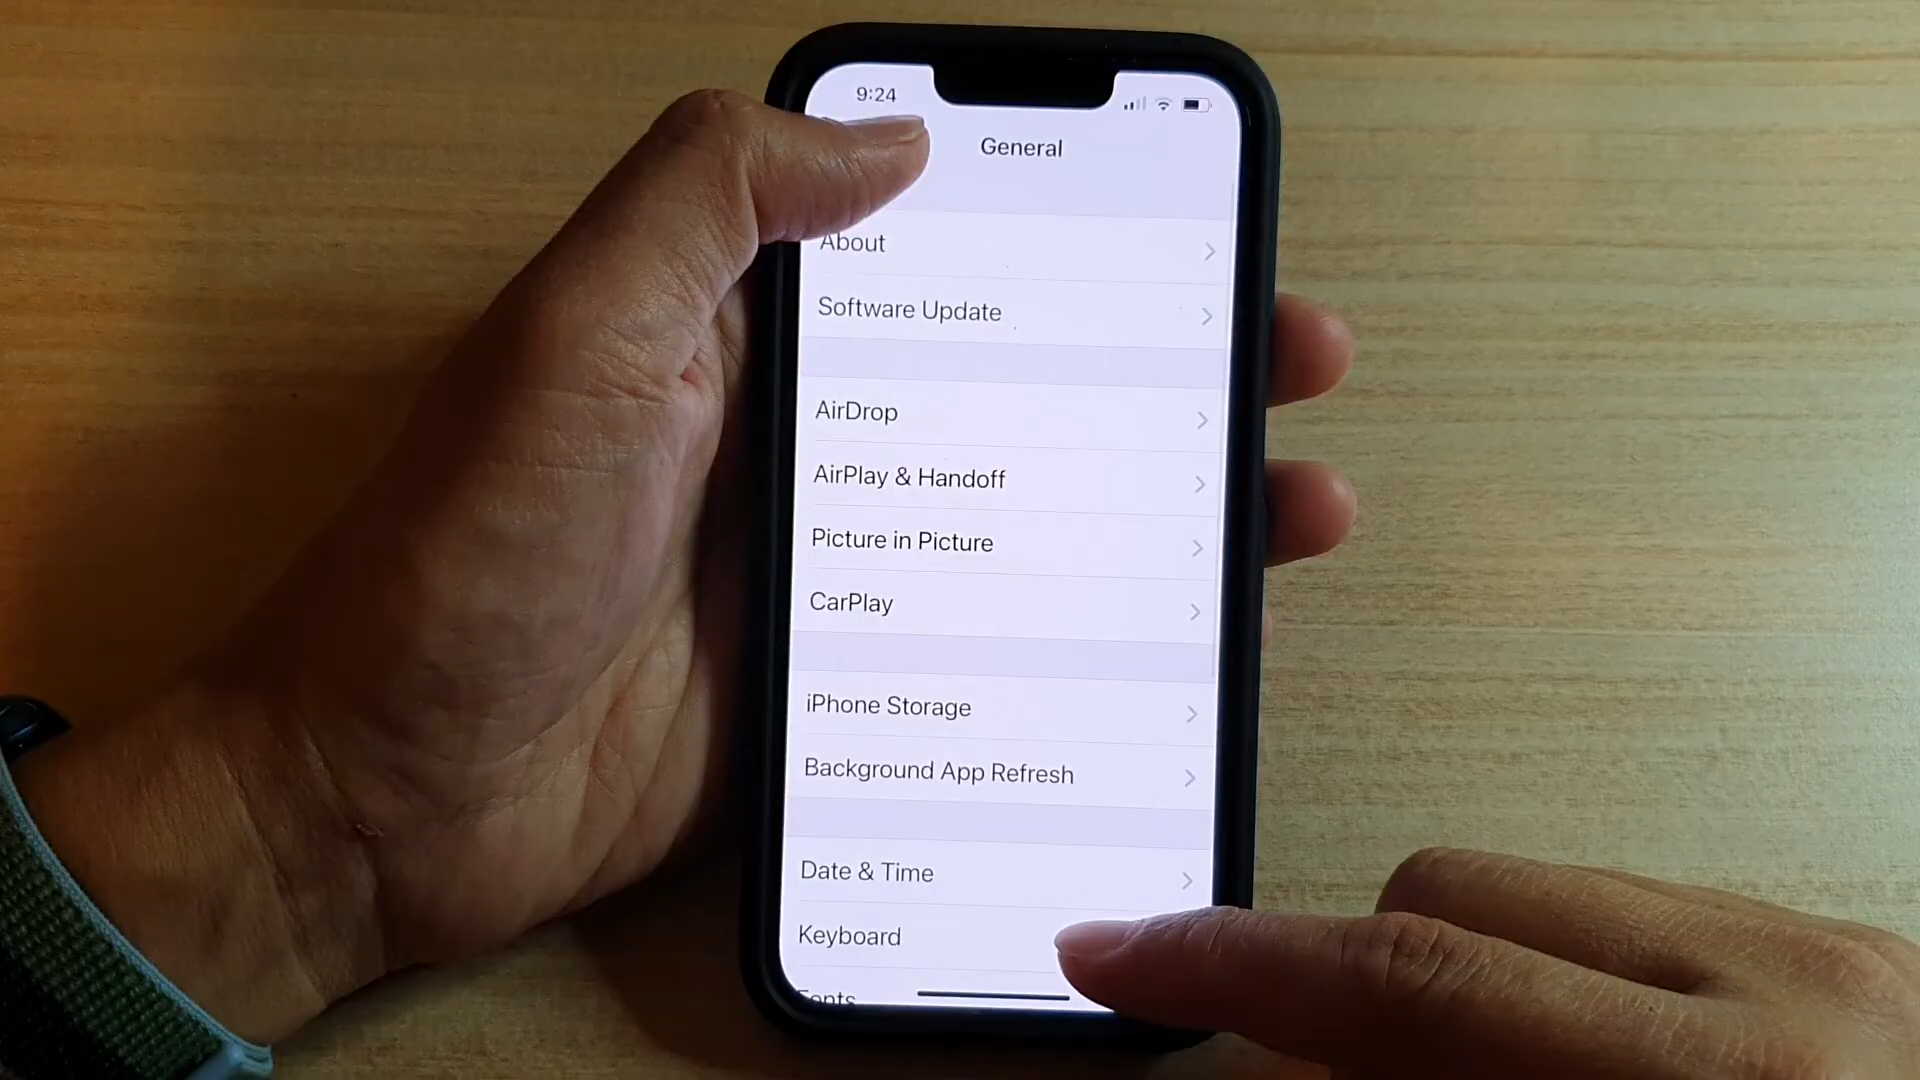 9:24
General
About
Software Update
AirDrop
AirPlay & Handoff
Picture in Picture
CarPlay
iPhone Storage
Background App Refresh
Date & Time
Keyboard
Fonts